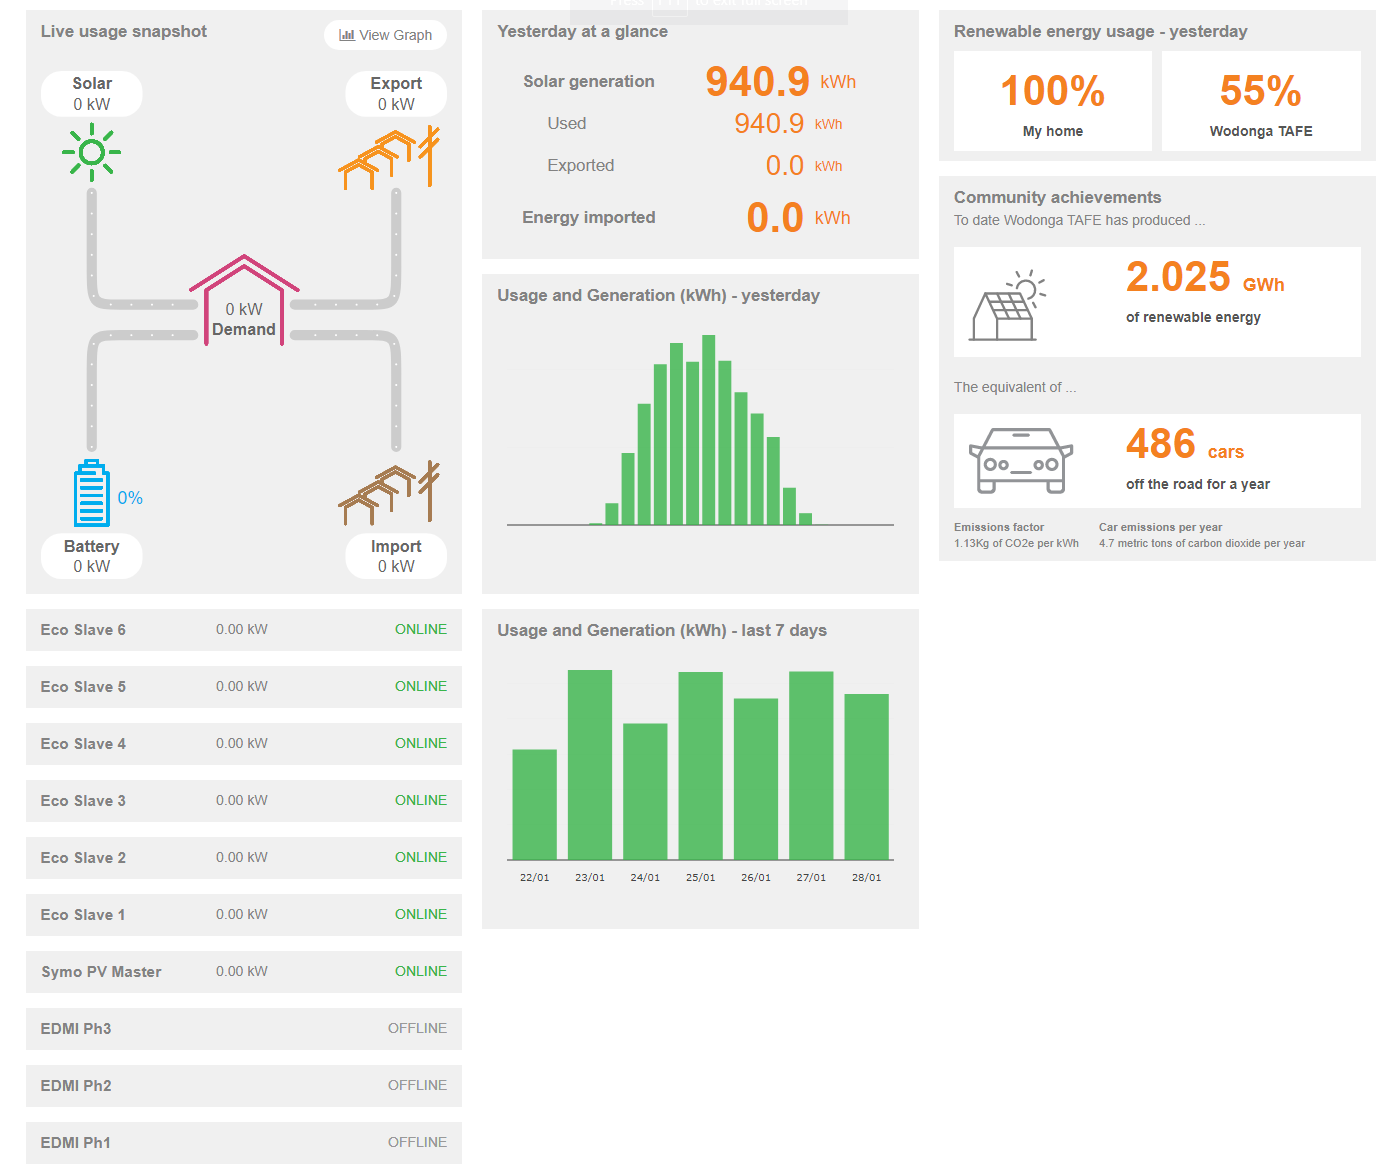 Live usage snapshot
View Graph
Solar
0 kW
Export
0 kW
0 kW
Demand
0%
Battery
0 kW
Import
0 kW
Eco Slave 6 0.00 kW ONLINE
Eco Slave 5 0.00 kW ONLINE
Eco Slave 4 0.00 kW ONLINE
Eco Slave 3 0.00 kW ONLINE
Eco Slave 2 0.00 kW ONLINE
Eco Slave 1 0.00 kW ONLINE
Symo PV Master 0.00 kW ONLINE
EDMI Ph3 OFFLINE
EDMI Ph2 OFFLINE
EDMI Ph1 OFFLINE
Press to exit full screen
Yesterday at a glance
Solar generation 940.9 kWh
Used 940.9 kWh
Exported 0.0 kWh
Energy imported 0.0 kWh
Usage and Generation (kWh) - yesterday
Usage and Generation (kWh) - last 7 days
22/01 23/01 24/01 25/01 26/01 27/01 28/01
Renewable energy usage - yesterday
100%
My home
55%
Wodonga TAFE
Community achievements
To date Wodonga TAFE has produced ...
2.025 GWh
of renewable energy
The equivalent of ...
486 cars
off the road for a year
Emissions factor
1.13Kg of CO2e per kWh
Car emissions per year
4.7 metric tons of carbon dioxide per year